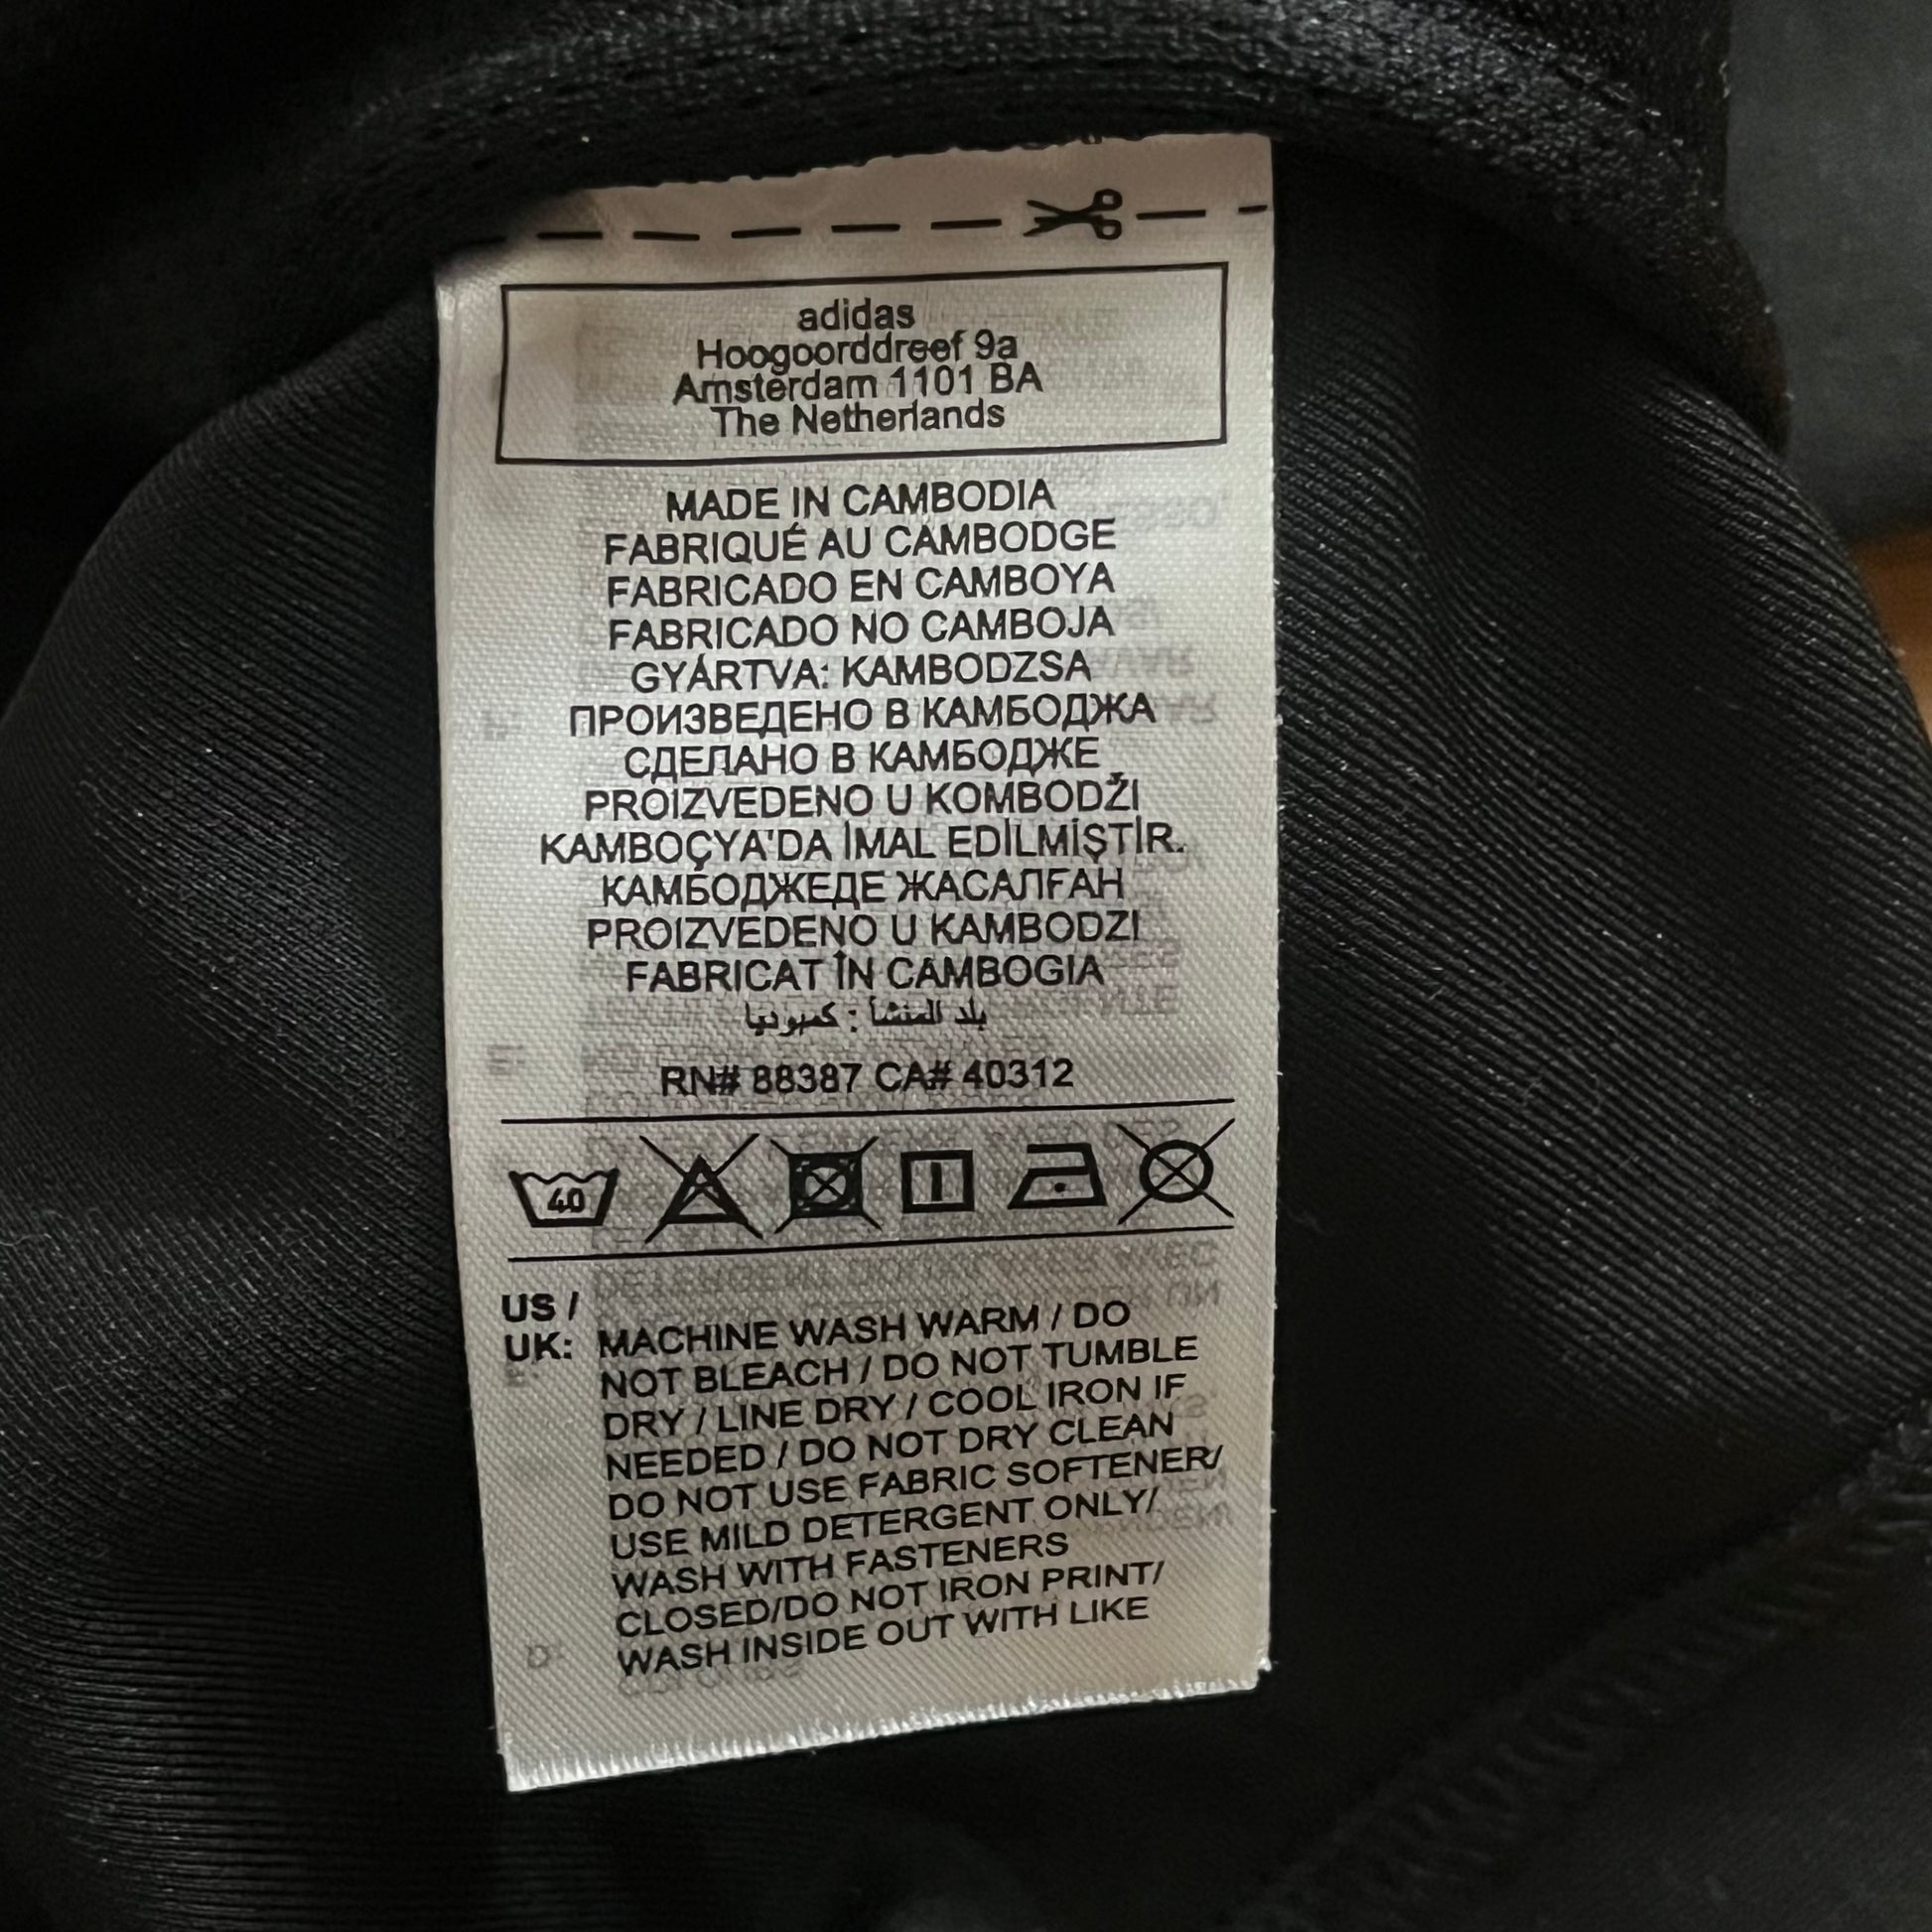 adidas
Hoogoorddreef 9a
Amsterdam 1101 BA
The Netherlands
MADE IN CAMBODIA
FABRIQUÉ AU CAMBODGE
FABRICADO EN CAMBOYA
FABRICADO NO CAMBOJA
GYÁRTVA: KAMBODZSA
ПРОИЗВЕДЕНО В КАМБОДЖА
СДЕЛАНО В КАМБОДЖЕ
PROIZVEDENO U KOMBODŽI
KAMBOÇYA'DA İMAL EDİLMİŞTİR.
КАМБОДЖЕДЕ ЖАСАЛҒАН
PROIZVEDENO U KAMBODZI
FABRICAT ÎN CAMBOGIA
بلد المنشأ : كمبوديا
RN# 88387 CA# 40312
40
US /
UK: MACHINE WASH WARM / DO
NOT BLEACH / DO NOT TUMBLE
DRY / LINE DRY / COOL IRON IF
NEEDED / DO NOT DRY CLEAN
DO NOT USE FABRIC SOFTENER/
USE MILD DETERGENT ONLY/
WASH WITH FASTENERS
CLOSED/DO NOT IRON PRINT/
WASH INSIDE OUT WITH LIKE